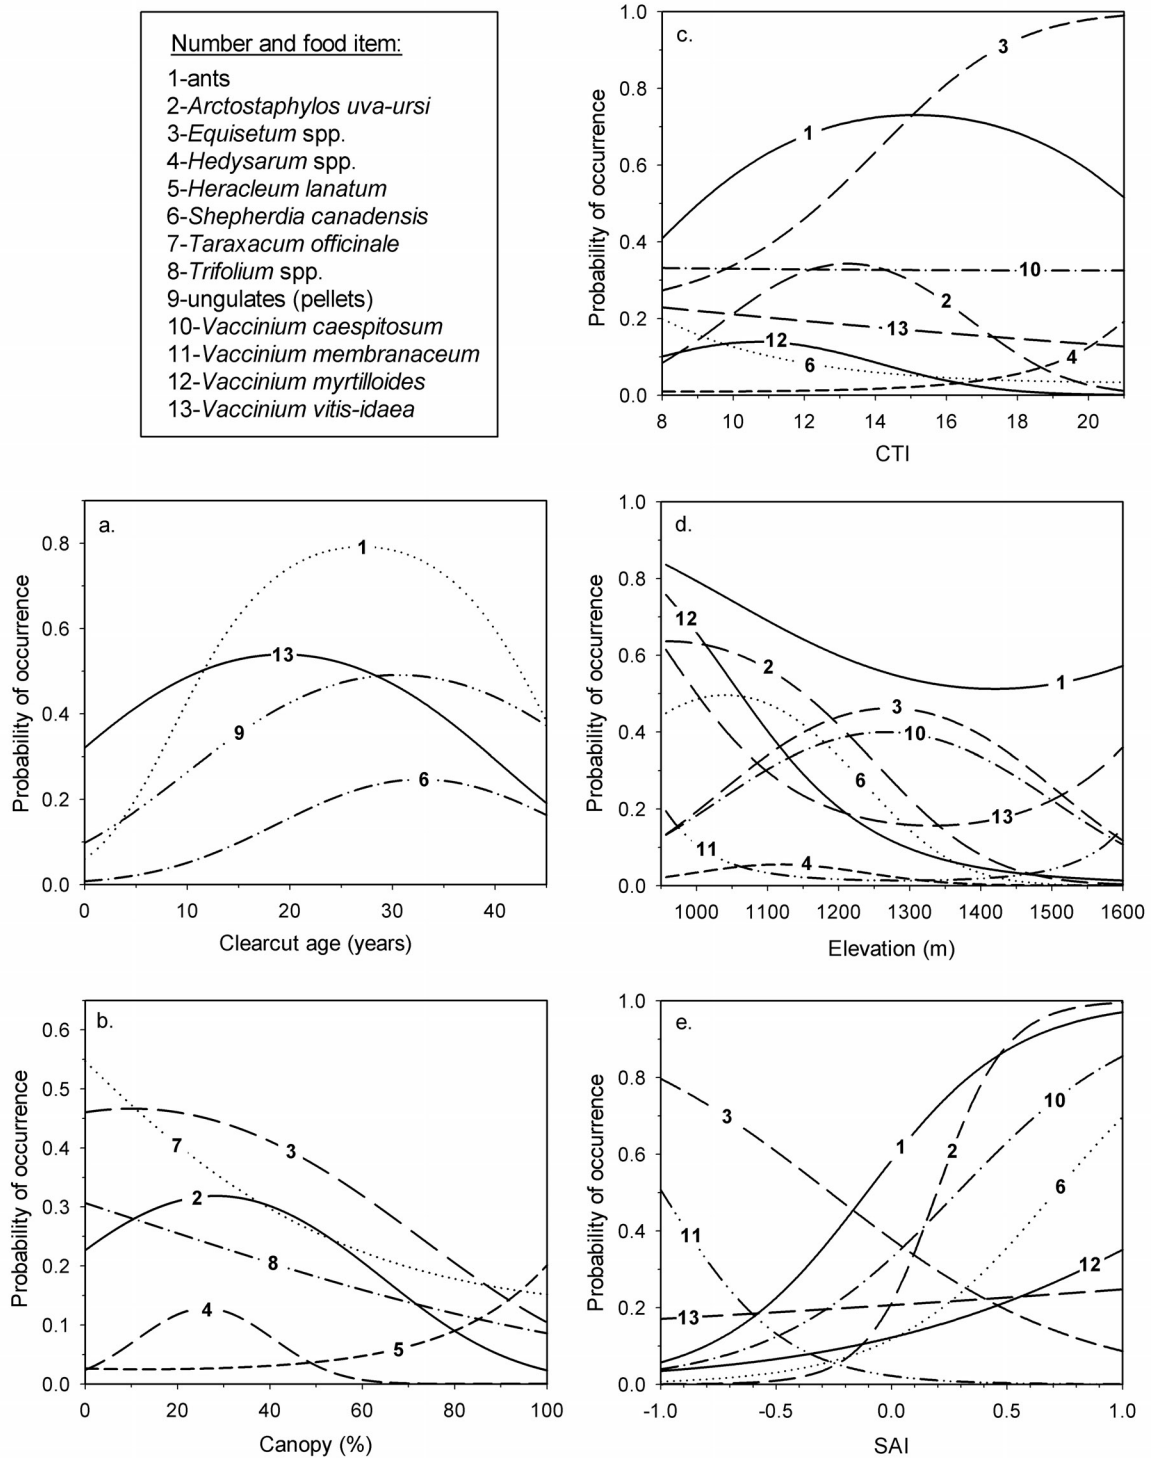 Number and food item:
1-ants
2-Arctostaphylos uva-ursi
3-Equisetum spp.
4-Hedysarum spp.
5-Heracleum lanatum
6-Shepherdia canadensis
7-Taraxacum officinale
8-Trifolium spp.
9-ungulates (pellets)
10-Vaccinium caespitosum
11-Vaccinium membranaceum
12-Vaccinium myrtilloides
13-Vaccinium vitis-idaea
c.
Probability of occurrence
1.0
0.8
0.6
0.4
0.2
0.0
3
1
10
2
13
12
6
4
8 10 12 14 16 18 20
CTI
a.
Probability of occurrence
0.8
0.6
0.4
0.2
0.0
1
13
9
6
0 10 20 30 40
Clearcut age (years)
d.
Probability of occurrence
1.0
0.8
0.6
0.4
0.2
0.0
12
2
1
3
10
6
13
11
4
1000 1100 1200 1300 1400 1500 1600
Elevation (m)
b.
Probability of occurrence
0.6
0.5
0.4
0.3
0.2
0.1
0.0
7
3
2
8
4
5
0 20 40 60 80 100
Canopy (%)
e.
Probability of occurrence
1.0
0.8
0.6
0.4
0.2
0.0
3
10
1
2
6
11
12
13
-1.0 -0.5 0.0 0.5 1.0
SAI